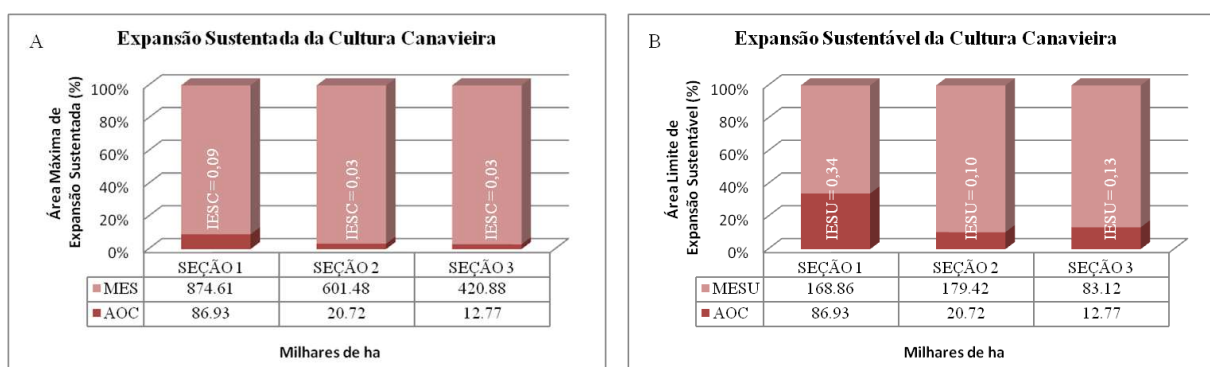 A
Expansão Sustentada da Cultura Canavieira
Área Máxima de
Expansão Sustentada (%)
100%
80%
60%
40%
20%
0%
IESC = 0,09
IESC = 0,03
IESC = 0,03
SEÇÃO 1 SEÇÃO 2 SEÇÃO 3
MES 874.61 601.48 420.88
AOC 86.93 20.72 12.77
Milhares de ha
B
Expansão Sustentável da Cultura Canavieira
Área Limite de
Expansão Sustentável (%)
100%
80%
60%
40%
20%
0%
IESU = 0,34
IESU = 0,10
IESU = 0,13
SEÇÃO 1 SEÇÃO 2 SEÇÃO 3
MESU 168.86 179.42 83.12
AOC 86.93 20.72 12.77
Milhares de ha